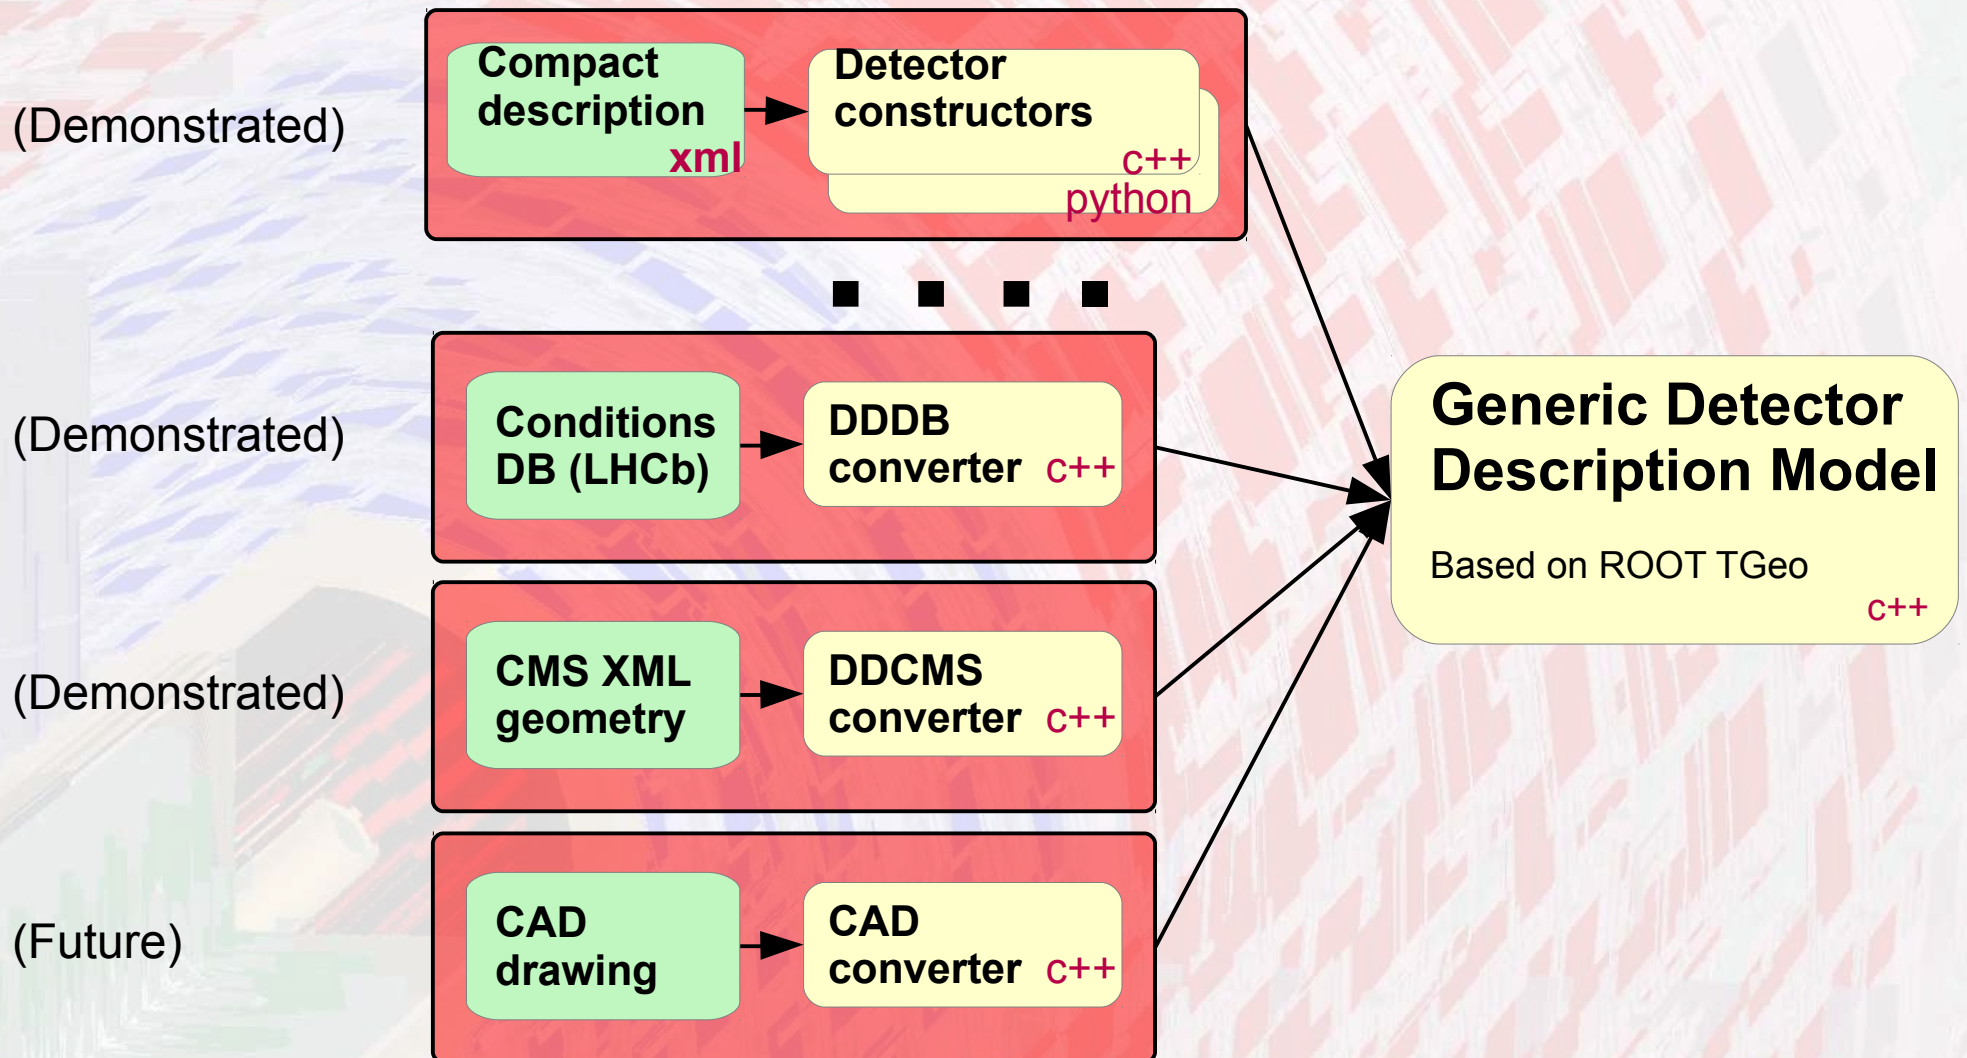 (Demonstrated)
Compact
description
xml
Detector
constructors
c++
python
(Demonstrated)
Conditions
DB (LHCb)
DDDB
converter c++
(Demonstrated)
CMS XML
geometry
DDCMS
converter c++
(Future)
CAD
drawing
CAD
converter c++
Generic Detector
Description Model
Based on ROOT TGeo
c++